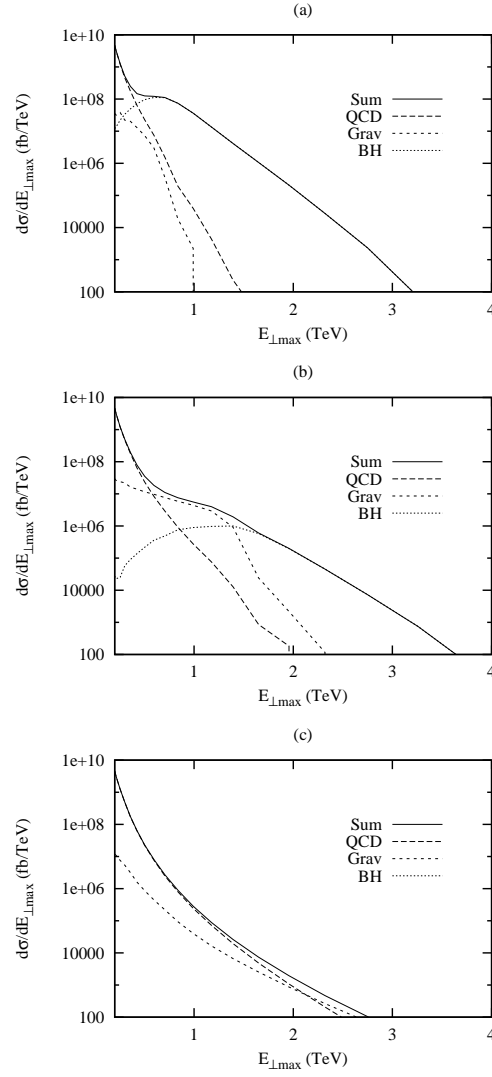 (a)
dσ/dE⊥max (fb/TeV)
1e+10
1e+08
1e+06
10000
100
Sum
QCD
Grav
BH
1 2 3 4
E⊥max (TeV)
(b)
dσ/dE⊥max (fb/TeV)
1e+10
1e+08
1e+06
10000
100
Sum
QCD
Grav
BH
1 2 3 4
E⊥max (TeV)
(c)
dσ/dE⊥max (fb/TeV)
1e+10
1e+08
1e+06
10000
100
Sum
QCD
Grav
BH
1 2 3 4
E⊥max (TeV)